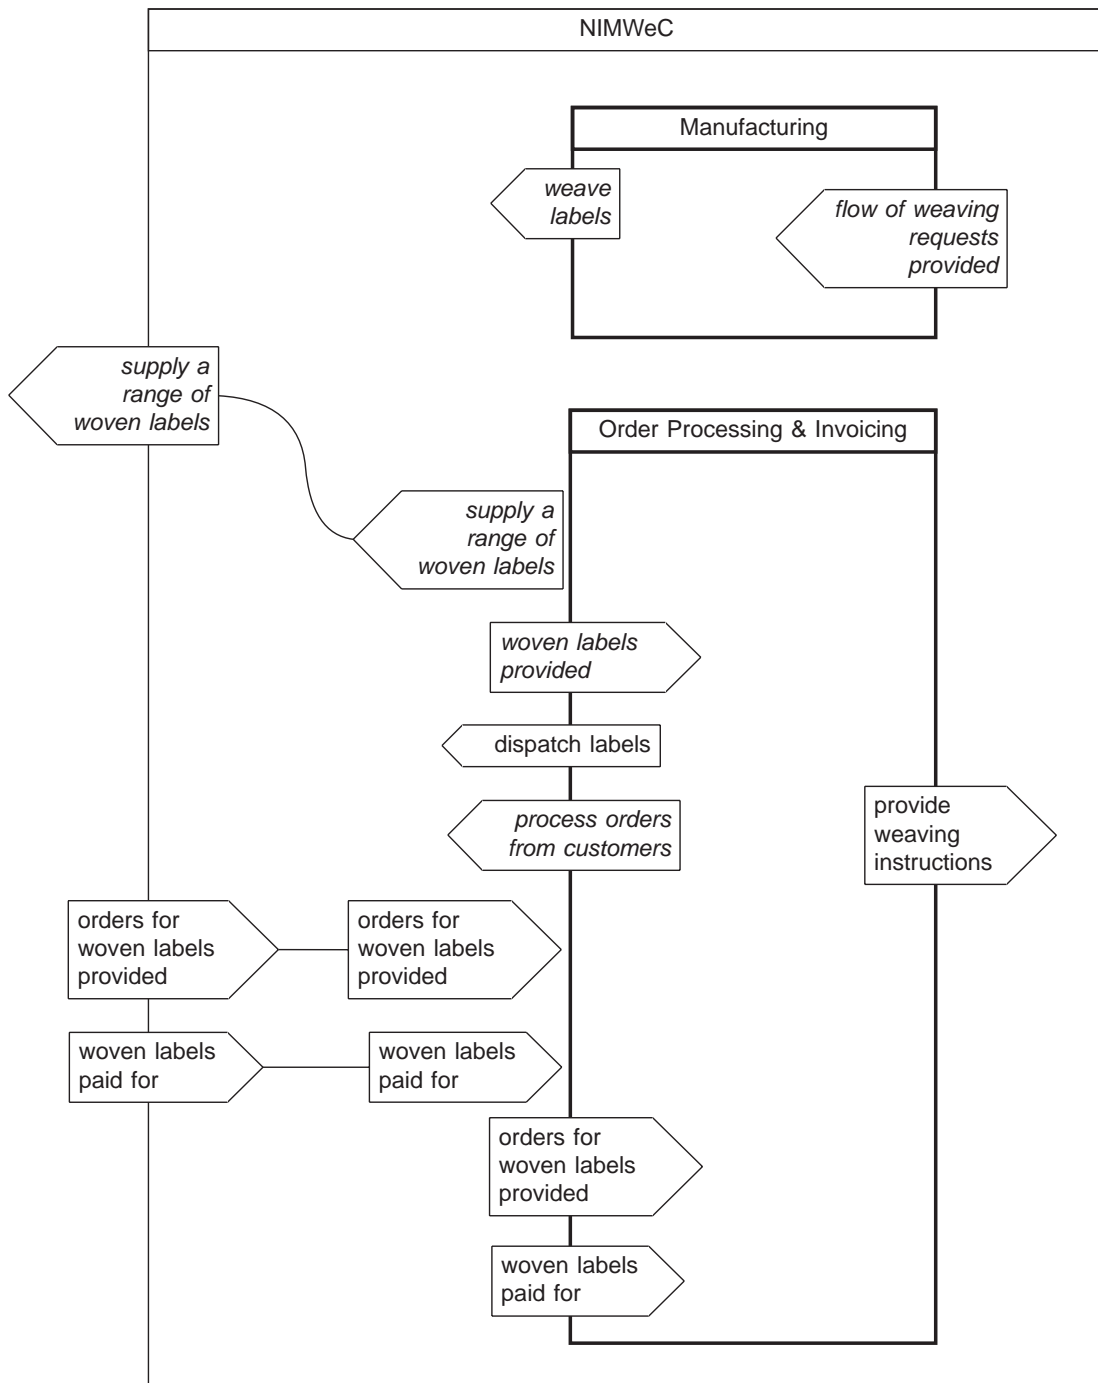 NIMWeC
Manufacturing
weave
labels
flow of weaving
requests
provided
supply a
range of
woven labels
Order Processing & Invoicing
supply a
range of
woven labels
woven labels
provided
dispatch labels
process orders
from customers
provide
weaving
instructions
orders for
woven labels
provided
orders for
woven labels
provided
woven labels
paid for
woven labels
paid for
orders for
woven labels
provided
woven labels
paid for